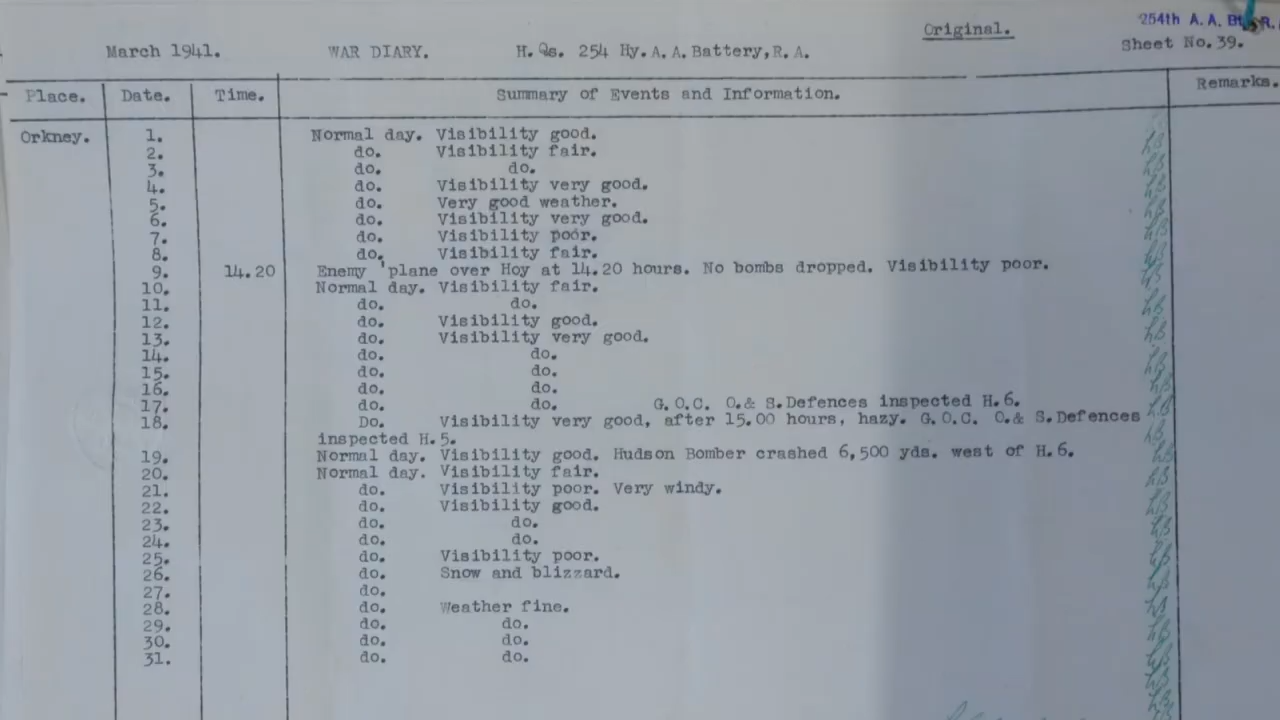 Original.
254th A. A. Bt R.
March 1941. WAR DIARY. H. Qs. 254 Hy. A. A. Battery, R. A. Sheet No. 39.
Place. Date. Time. Summary of Events and Information. Remarks.
Orkney. 1. Normal day. Visibility good.
2. do. Visibility fair.
3. do. do.
4. do. Visibility very good.
5. do. Very good weather.
6. do. Visibility very good.
7. do. Visibility poor.
8. do. Visibility fair.
9. 14.20 Enemy 'plane over Hoy at 14.20 hours. No bombs dropped. Visibility poor.
10. Normal day. Visibility fair.
11. do. do.
12. do. Visibility good.
13. do. Visibility very good.
14. do. do.
15. do. do.
16. do. do.
17. do. do. G. O. C. O. & S. Defences inspected H. 6.
18. Do. Visibility very good, after 15.00 hours, hazy. G. O. C. O. & S. Defences
inspected H. 5.
19. Normal day. Visibility good. Hudson Bomber crashed 6,500 yds. west of H. 6.
20. Normal day. Visibility fair.
21. do. Visibility poor. Very windy.
22. do. Visibility good.
23. do. do.
24. do. do.
25. do. Visibility poor.
26. do. Snow and blizzard.
27. do.
28. do. Weather fine.
29. do. do.
30. do. do.
31. do. do.